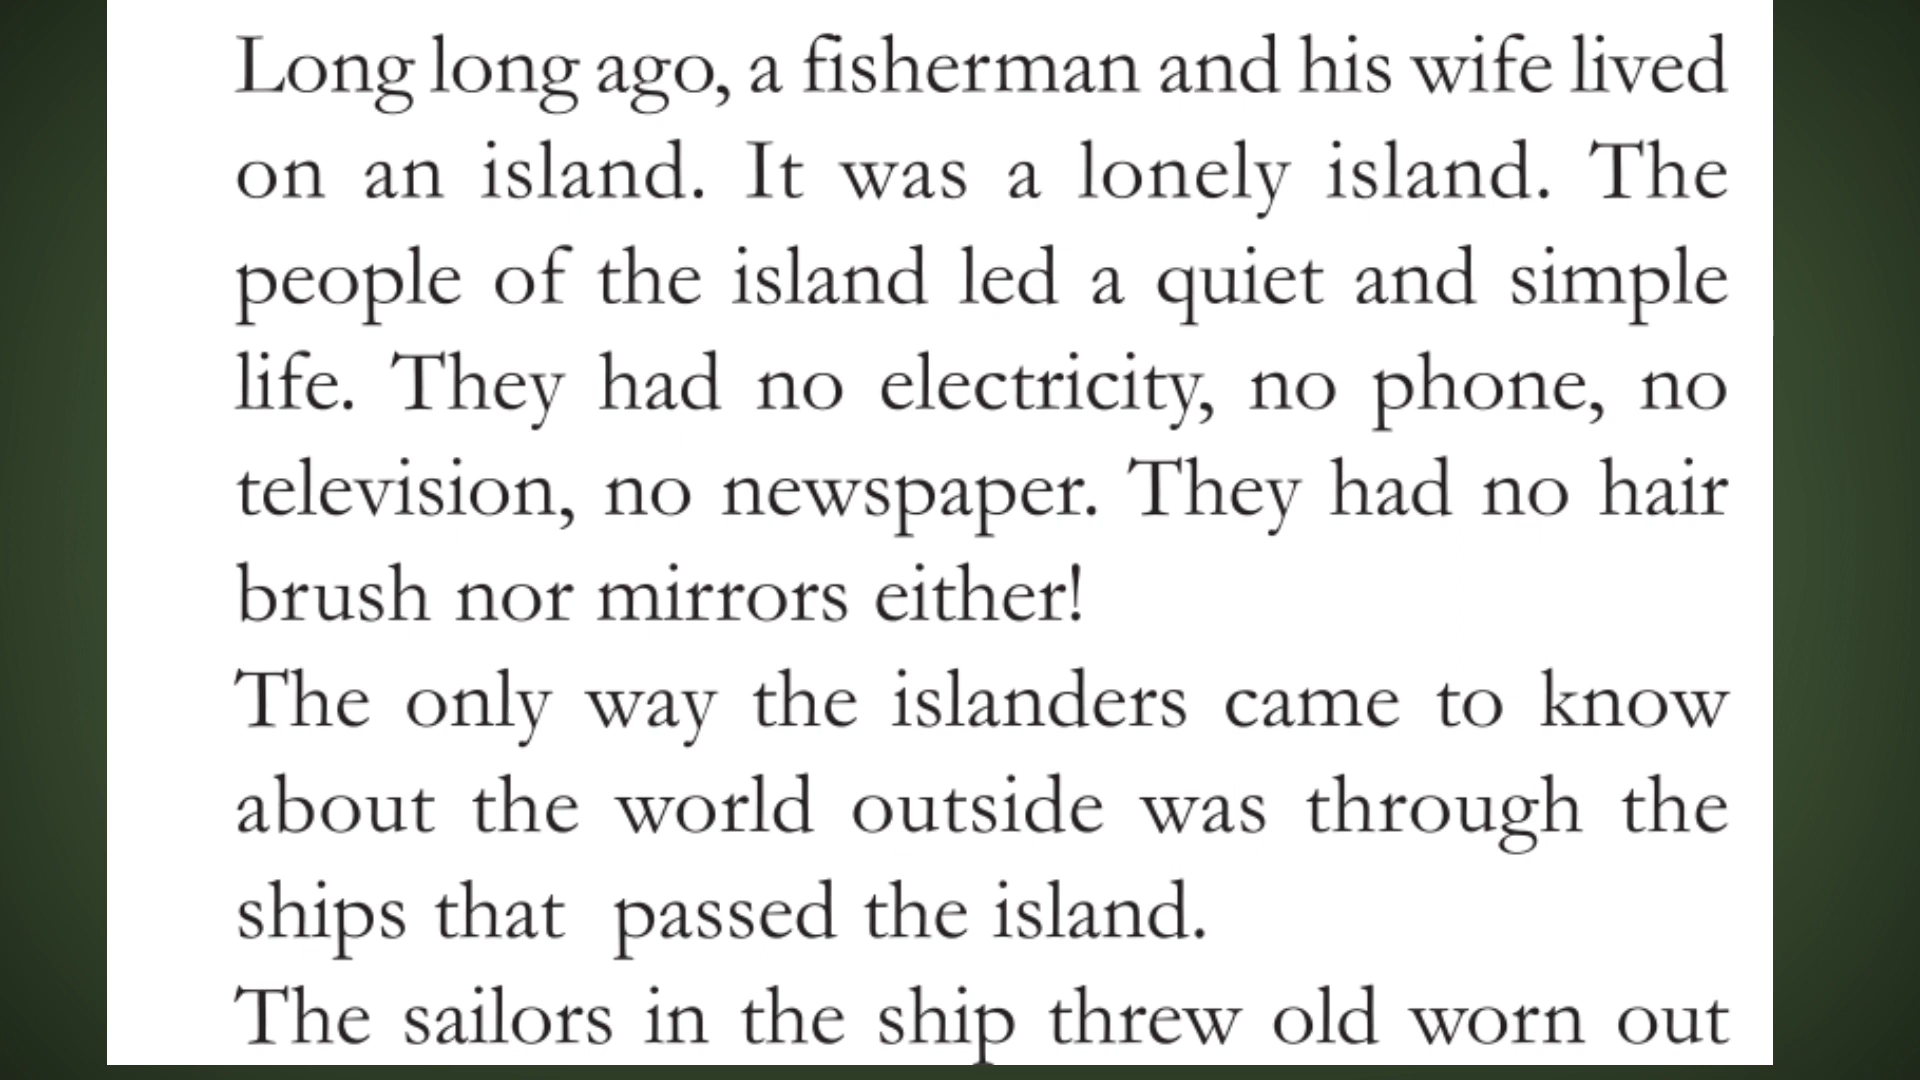 Long long ago, a fisherman and his wife lived
on an island. It was a lonely island. The
people of the island led a quiet and simple
life. They had no electricity, no phone, no
television, no newspaper. They had no hair
brush nor mirrors either!
The only way the islanders came to know
about the world outside was through the
ships that  passed the island.
The sailors in the ship threw old worn out